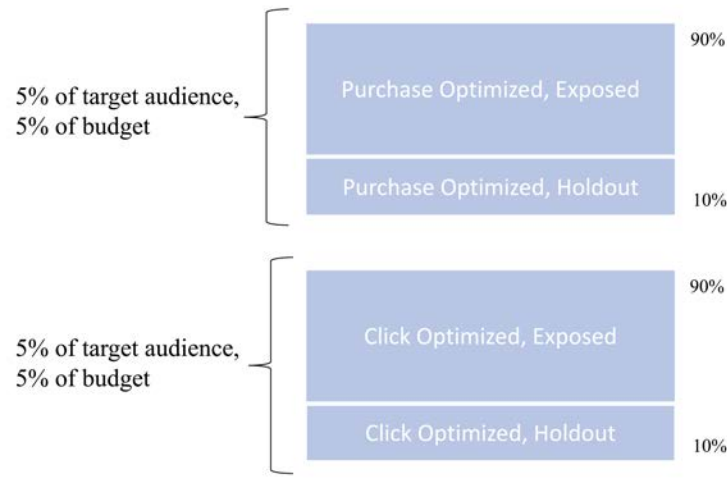 90%
5% of target audience,
5% of budget
Purchase Optimized, Exposed
Purchase Optimized, Holdout
10%
90%
5% of target audience,
5% of budget
Click Optimized, Exposed
Click Optimized, Holdout
10%